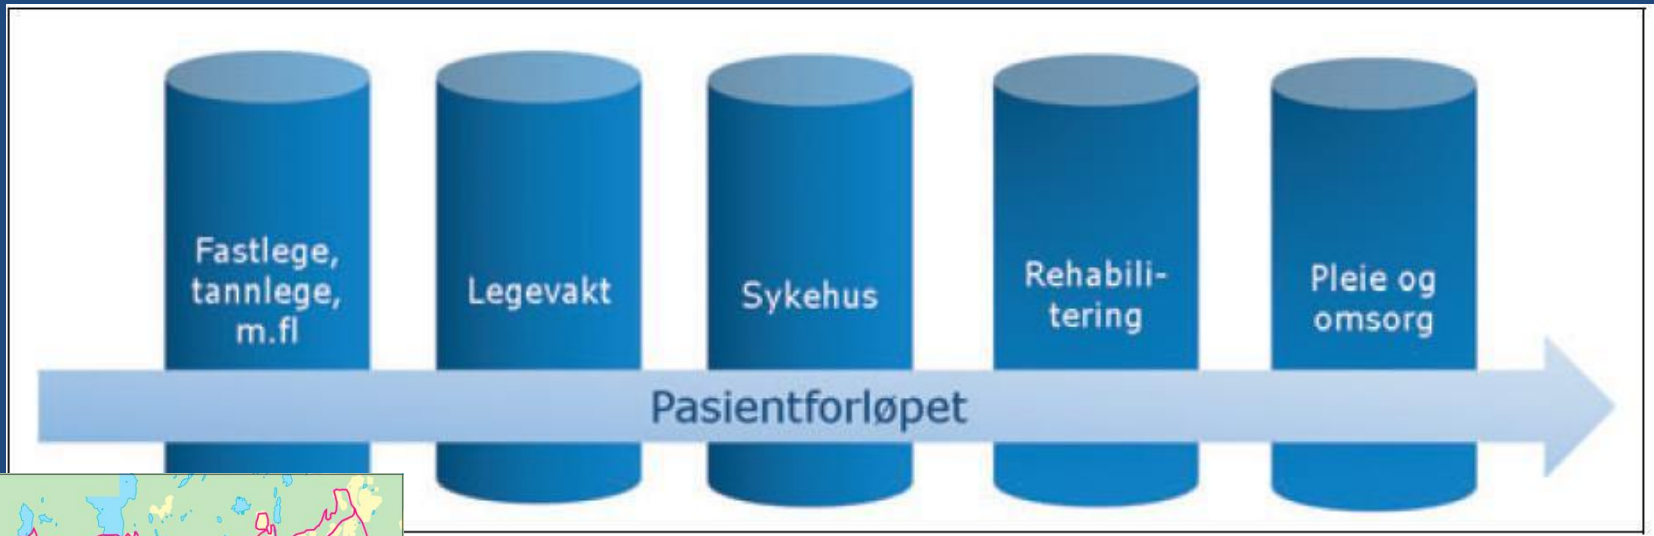 Fastlege,
tannlege,
m.fl
Legevakt
Sykehus
Rehabili-
tering
Pleie og
omsorg
Pasientforløpet